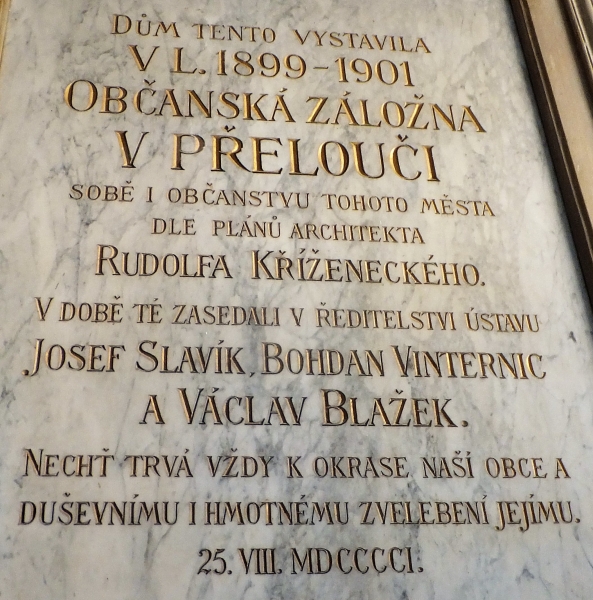 DŮM TENTO VYSTAVILA
V L. 1899-1901
OBČANSKÁ ZÁLOŽNA
V PŘELOUČI
SOBĚ I OBČANSTVU TOHOTO MĚSTA
DLE PLÁNŮ ARCHITEKTA
RUDOLFA KŘÍŽENECKÉHO.
V DOBĚ TÉ ZASEDALI V ŘEDITELSTVI ÚSTAVU
JOSEF SLAVÍK, BOHDAN VINTERNIC
A VÁCLAV BLAŽEK.
NECHŤ TRVÁ VŽDY K OKRASE NAŠÍ OBCE A
DUŠEVNÍMU I HMOTNÉMU ZVELEBENÍ JEJÍMU.
25. VIII. MDCCCCI.